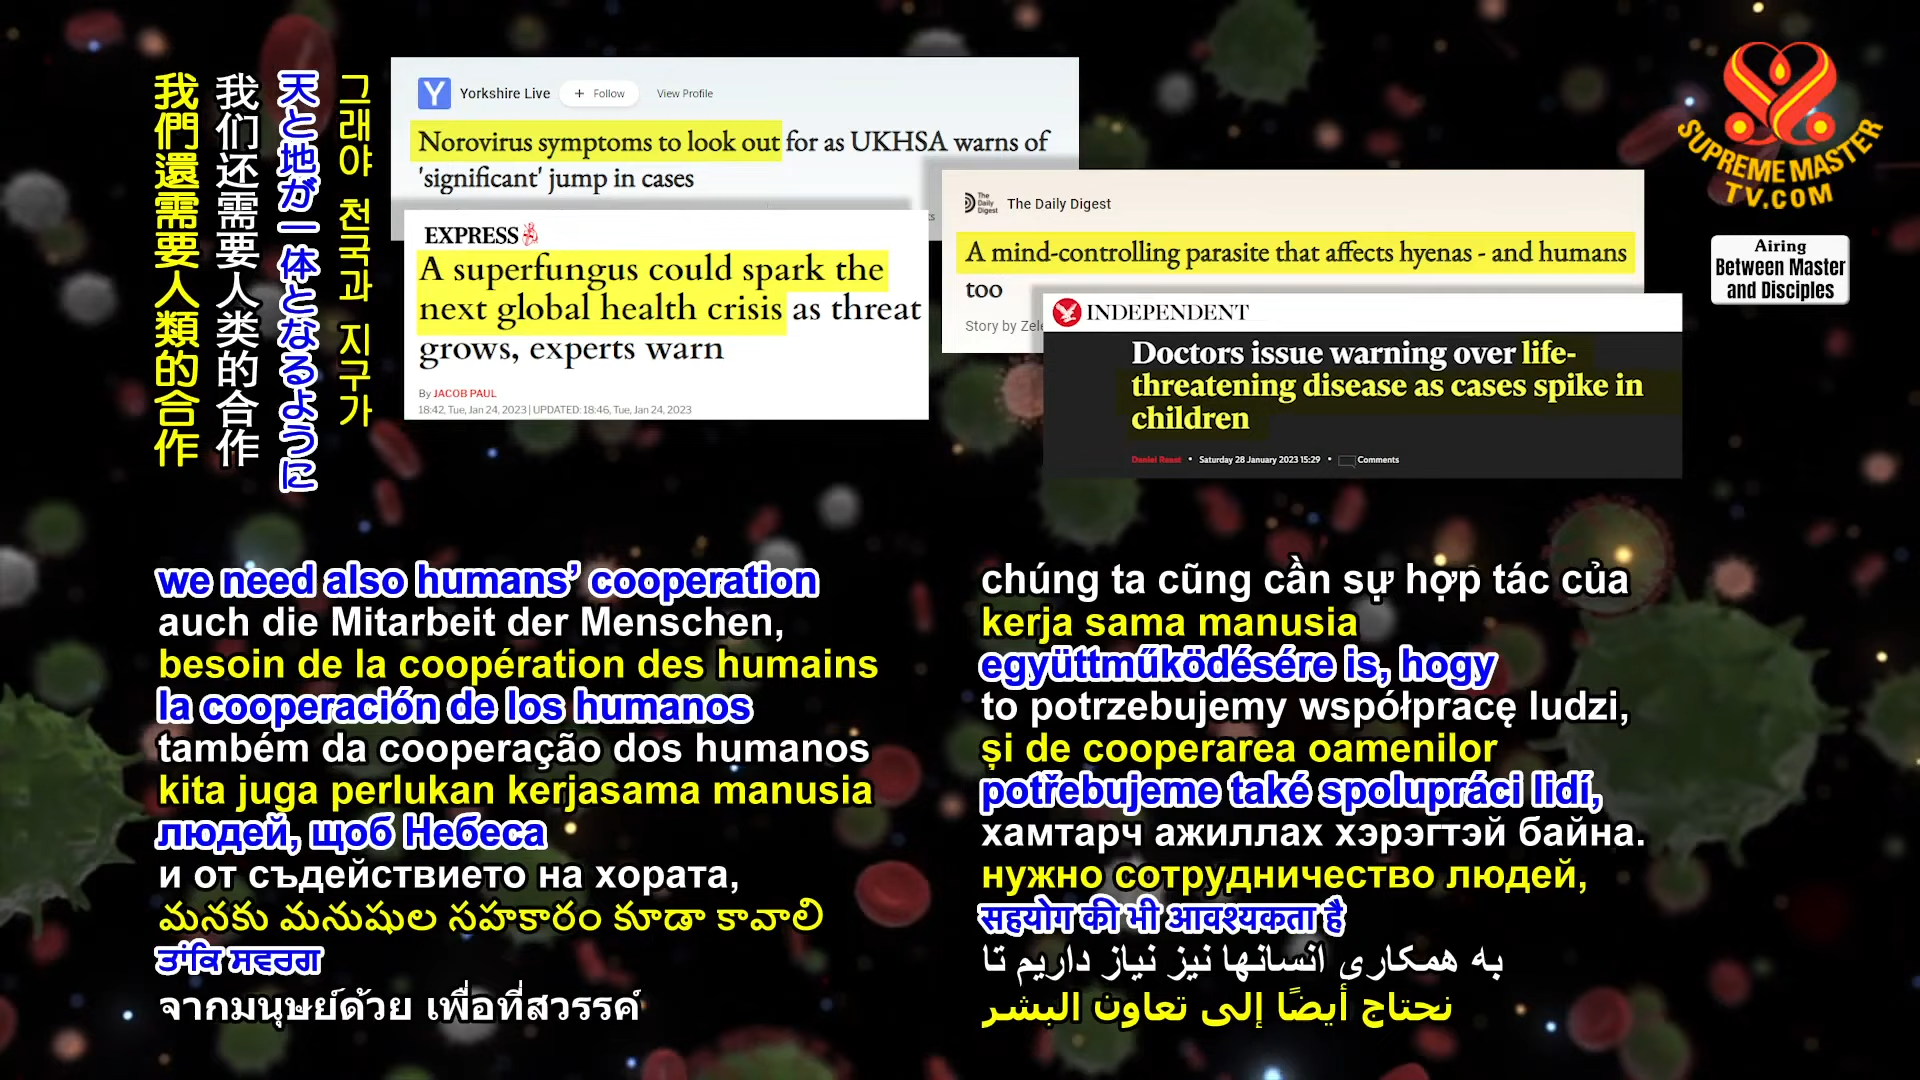 我們還需要人類的合作
我们还需要人类的合作
天と地が一体となるように
그래야 천국과 지구가
Yorkshire Live + Follow View Profile
Norovirus symptoms to look out for as UKHSA warns of
'significant' jump in cases
EXPRESS
A superfungus could spark the
next global health crisis as threat
grows, experts warn
By JACOB PAUL
18:42, Tue, Jan 24, 2023 | UPDATED: 18:46, Tue, Jan 24, 2023
The Daily Digest The Daily Digest
A mind-controlling parasite that affects hyenas - and humans
too
Story by
INDEPENDENT
Doctors issue warning over life-
threatening disease as cases spike in
children
Saturday 28 January 2023 15:29 • Comments
SUPREME MASTER
TV.COM
Airing
Between Master
and Disciples
we need also humans’ cooperation
auch die Mitarbeit der Menschen,
besoin de la coopération des humains
la cooperación de los humanos
também da cooperação dos humanos
kita juga perlukan kerjasama manusia
людей, щоб Небеса
и от съдействието на хората,
మనకు మనుషుల సహకారం కూడా కావాలి
ਤਾਂਕਿ ਸਵਰਗ
จากมนุษย์ด้วย เพื่อที่สวรรค์
chúng ta cũng cần sự hợp tác của
kerja sama manusia
együttműködésére is, hogy
to potrzebujemy współpracę ludzi,
și de cooperarea oamenilor
potřebujeme také spolupráci lidí,
хамтарч ажиллах хэрэгтэй байна.
нужно сотрудничество людей,
सहयोग की भी आवश्यकता है
به همکاری انسانها نیز نیاز داریم تا
نحتاج أيضًا إلى تعاون البشر